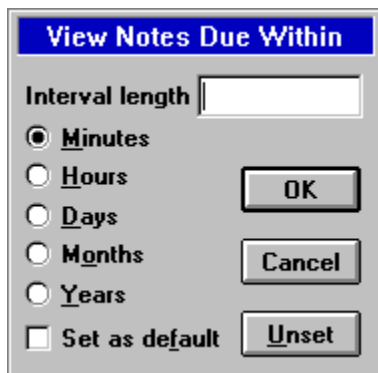 View Notes Due Within
Interval length
Minutes
Hours
Days
Months
Years
Set as default
OK
Cancel
Unset